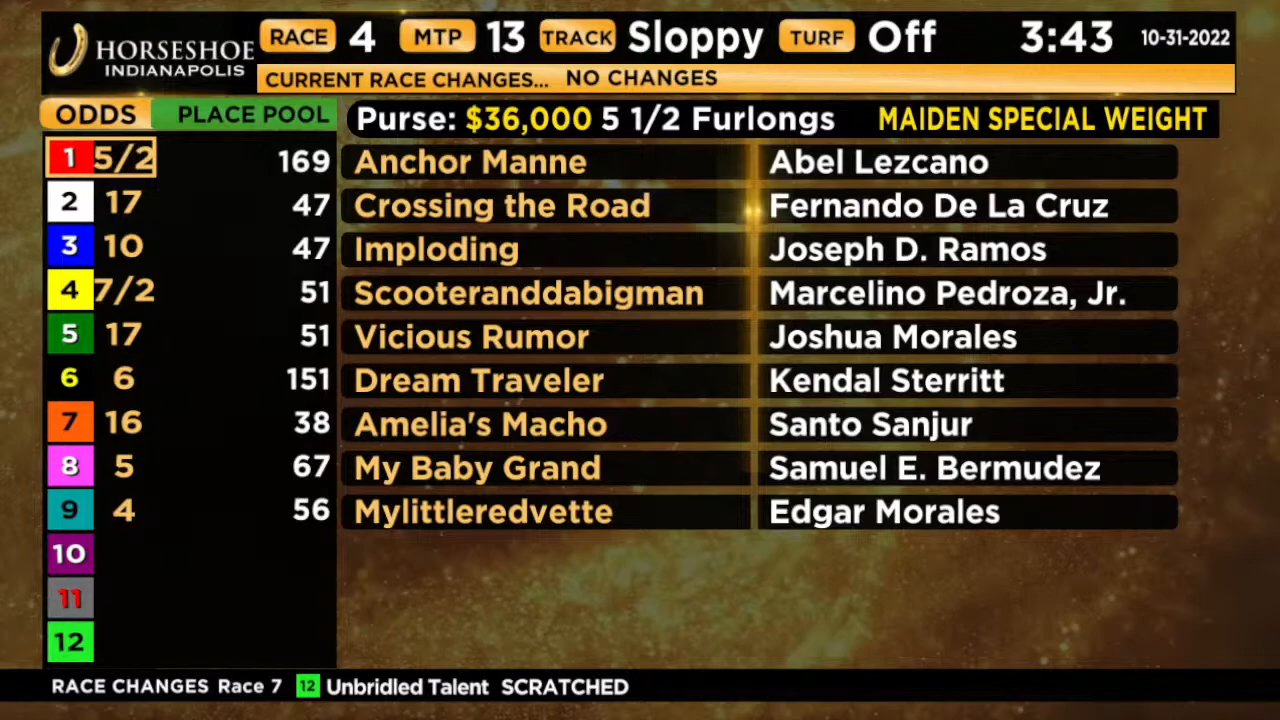 HORSESHOE INDIANAPOLIS RACE 4 MTP 13 TRACK Sloppy TURF Off 3:43 10-31-2022
CURRENT RACE CHANGES... NO CHANGES
ODDS PLACE POOL Purse: $36,000 5 1/2 Furlongs MAIDEN SPECIAL WEIGHT
1 5/2 169 Anchor Manne Abel Lezcano
2 17 47 Crossing the Road Fernando De La Cruz
3 10 47 Imploding Joseph D. Ramos
4 7/2 51 Scooteranddabigman Marcelino Pedroza, Jr.
5 17 51 Vicious Rumor Joshua Morales
6 6 151 Dream Traveler Kendal Sterritt
7 16 38 Amelia's Macho Santo Sanjur
8 5 67 My Baby Grand Samuel E. Bermudez
9 4 56 Mylittleredvette Edgar Morales
10
11
12
RACE CHANGES Race 7 12 Unbridled Talent SCRATCHED